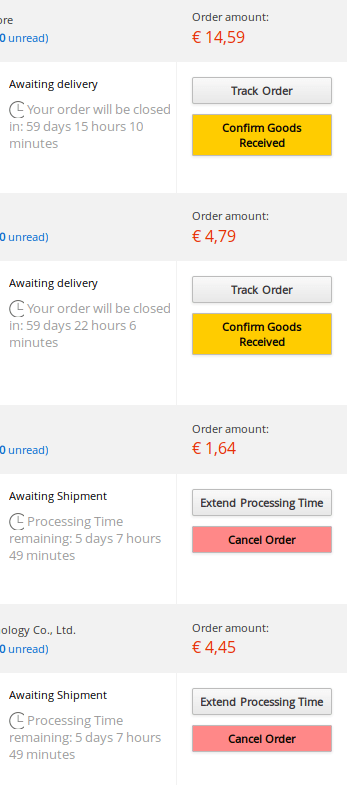 ore
Order amount:
0 unread)
€ 14,59
Awaiting delivery
Track Order
Your order will be closed
in: 59 days 15 hours 10
minutes
Confirm Goods
Received
Order amount:
0 unread)
€ 4,79
Awaiting delivery
Track Order
Your order will be closed
in: 59 days 22 hours 6
minutes
Confirm Goods
Received
Order amount:
0 unread)
€ 1,64
Awaiting Shipment
Extend Processing Time
Processing Time
remaining: 5 days 7 hours
49 minutes
Cancel Order
ology Co., Ltd.
Order amount:
0 unread)
€ 4,45
Awaiting Shipment
Extend Processing Time
Processing Time
remaining: 5 days 7 hours
49 minutes
Cancel Order